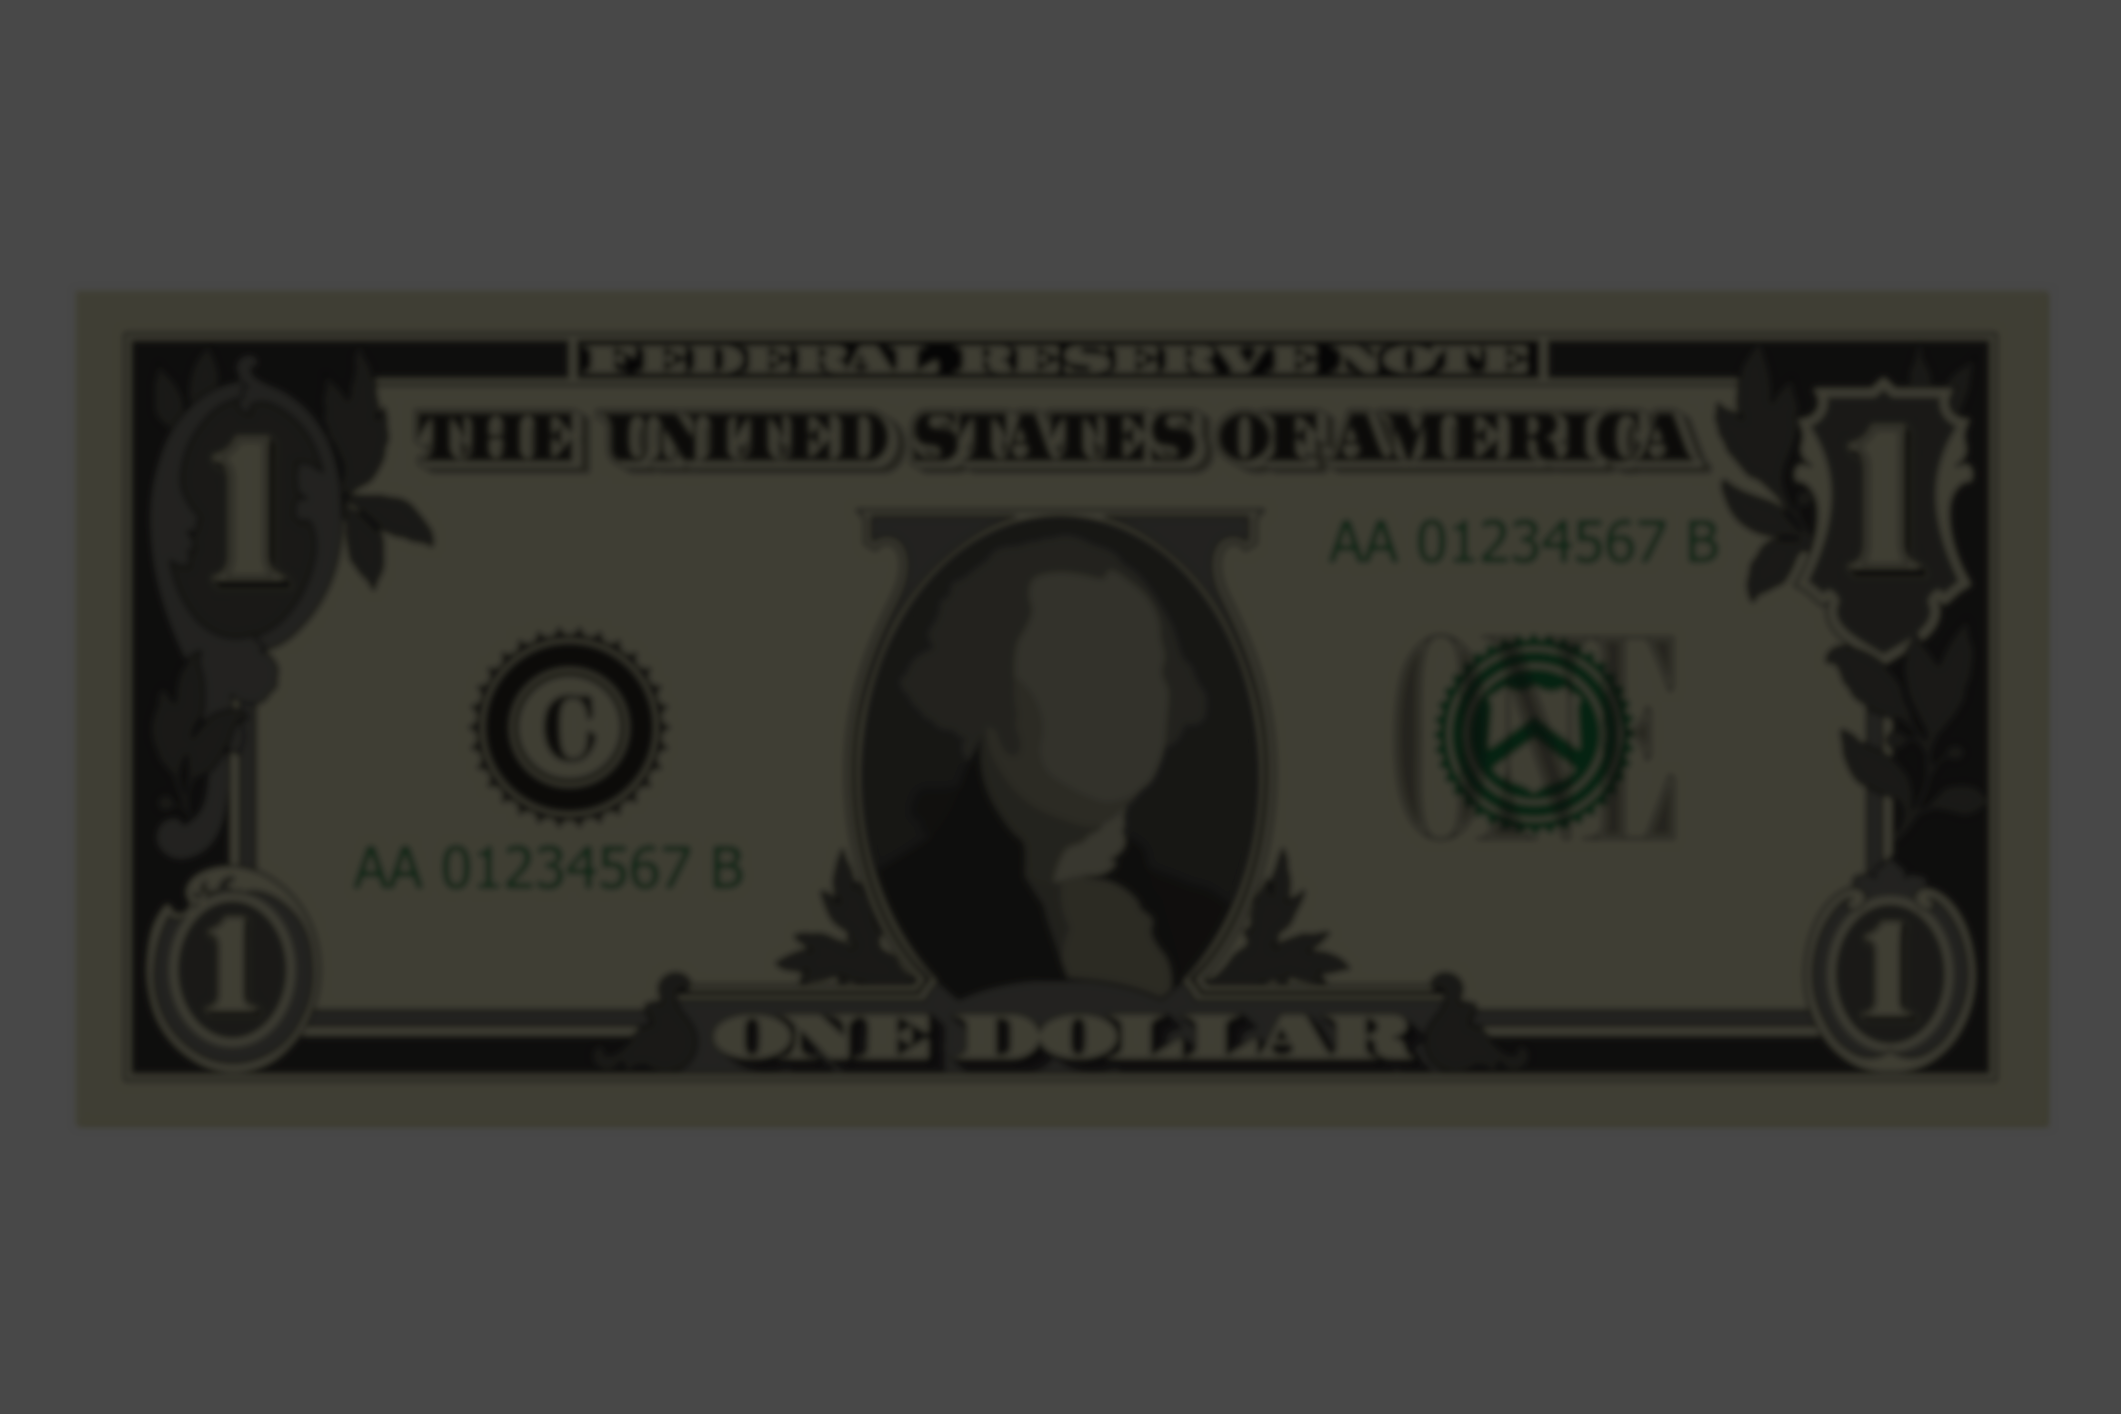 FEDERAL RESERVE NOTE
THE UNITED STATES OF AMERICA
1
1
AA 01234567 B
C
ONE
AA 01234567 B
1
1
ONE DOLLAR